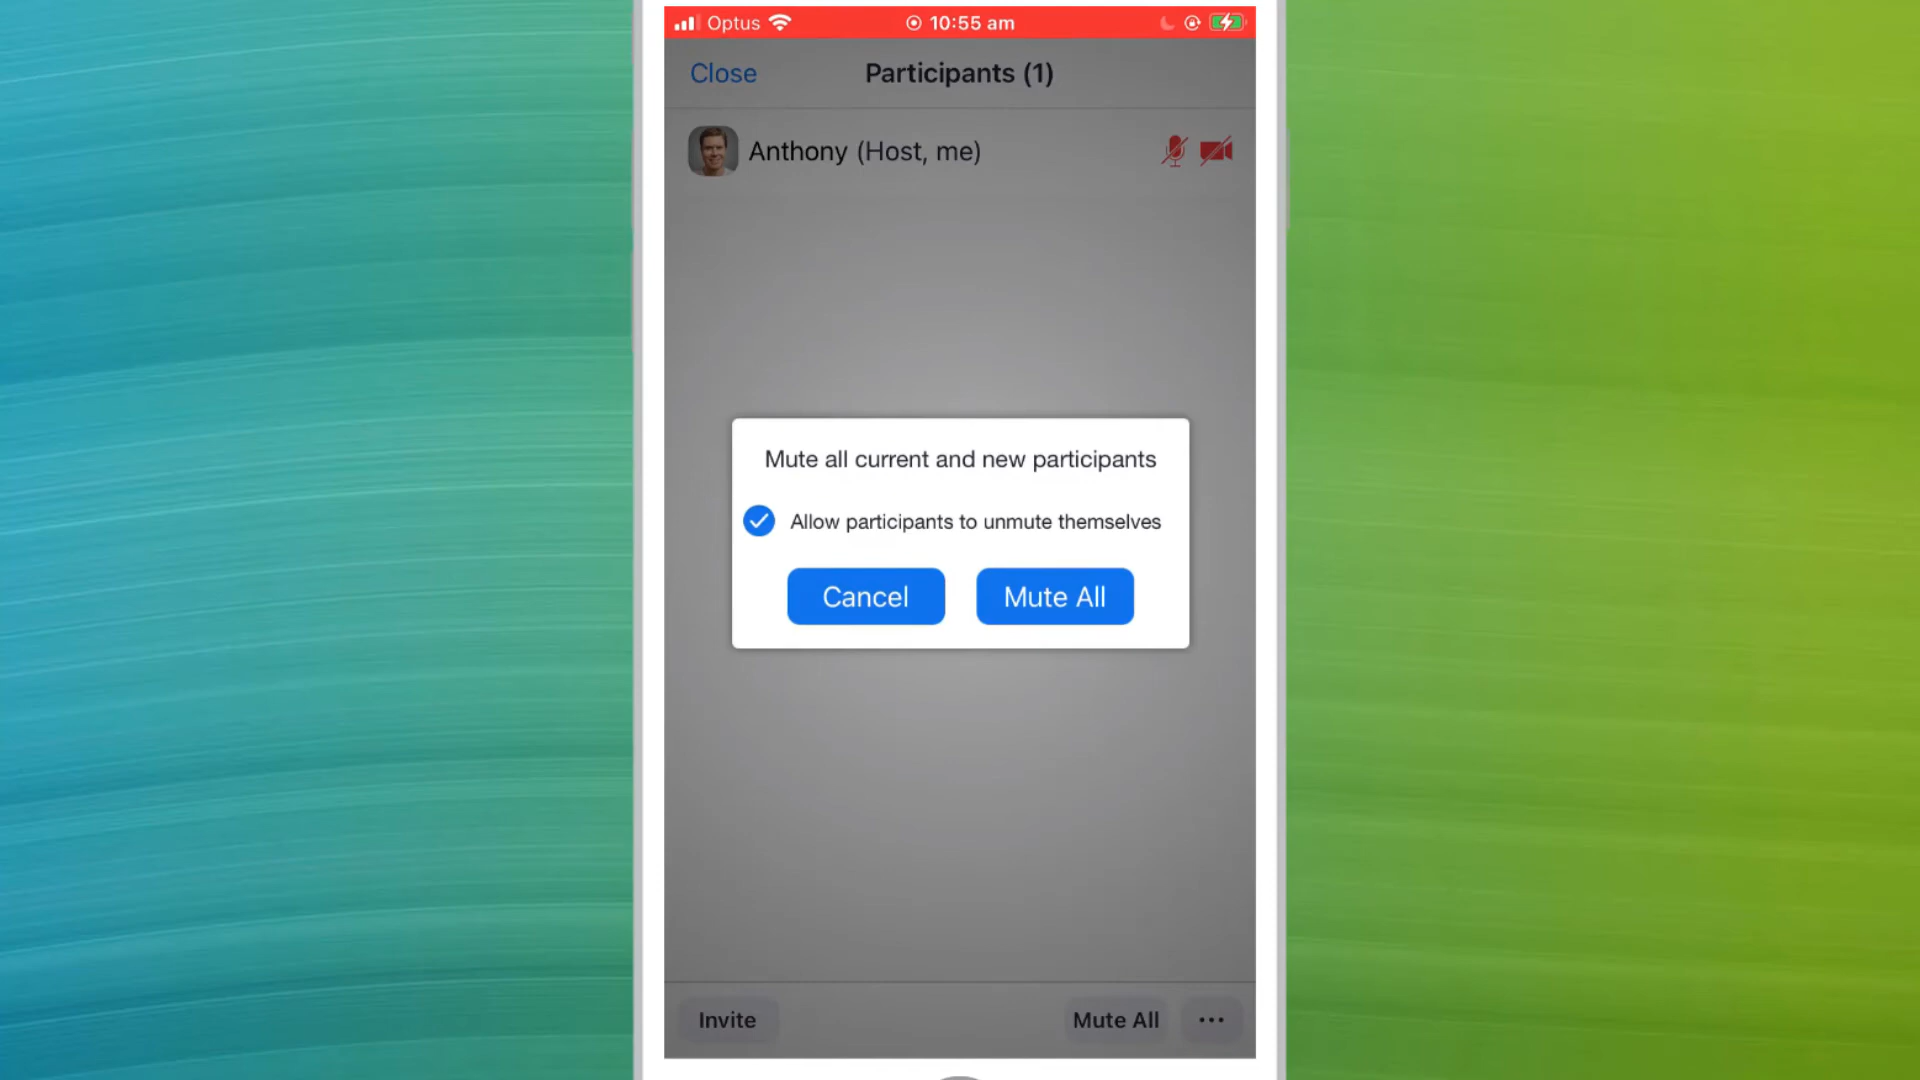 Optus 10:55 am
Close Participants (1)
Anthony (Host, me)
Mute all current and new participants
Allow participants to unmute themselves
Cancel Mute All
Invite Mute All ...